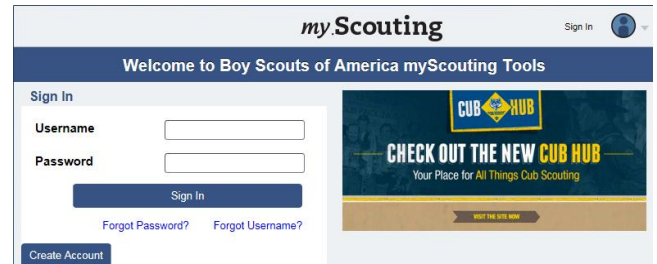 my.Scouting
Sign In
Welcome to Boy Scouts of America myScouting Tools
Sign In
Username
Password
Sign In
Forgot Password? Forgot Username?
Create Account
CUB HUB
CHECK OUT THE NEW CUB HUB
Your Place for All Things Cub Scouting
VISIT THE SITE NOW